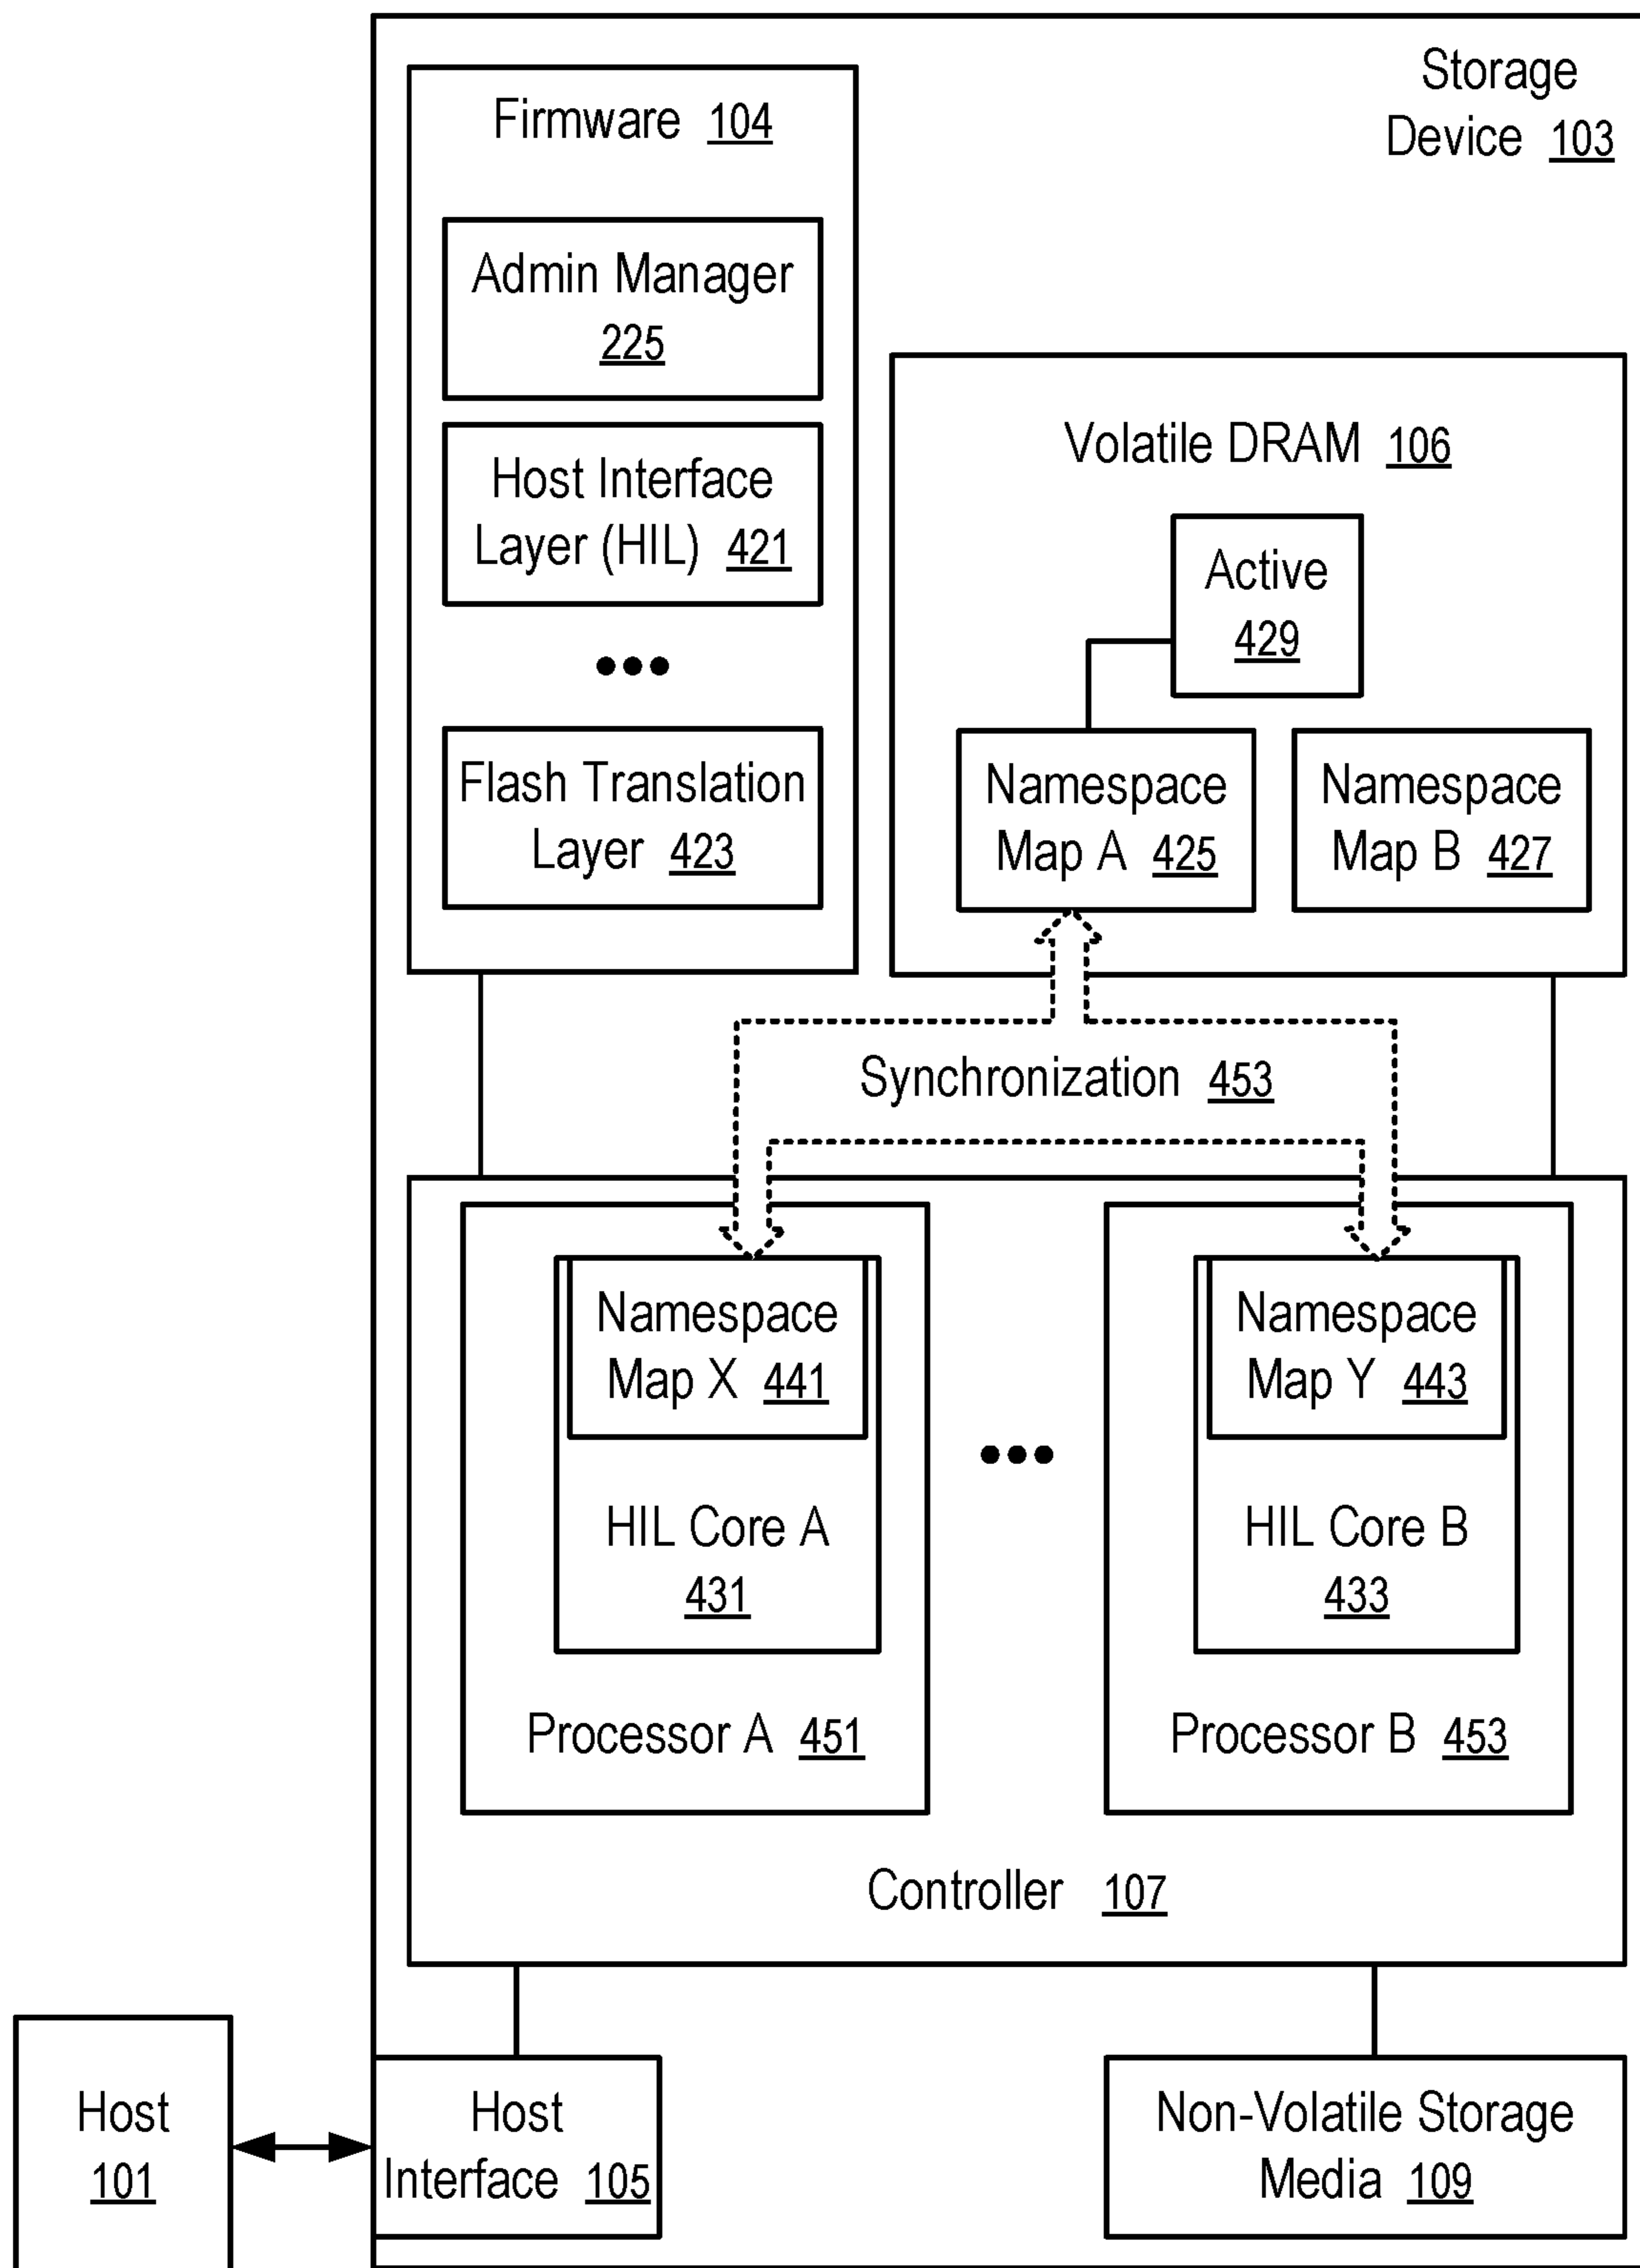 Storage
Device 103
Firmware 104
Admin Manager
225
Host Interface
Layer (HIL) 421
Flash Translation
Layer 423
Volatile DRAM 106
Active
429
Namespace
Map A 425
Namespace
Map B 427
Synchronization 453
Namespace
Map X 441
HIL Core A
431
Processor A 451
Namespace
Map Y 443
HIL Core B
433
Processor B 453
Controller 107
Host
101
Host
Interface 105
Non-Volatile Storage
Media 109